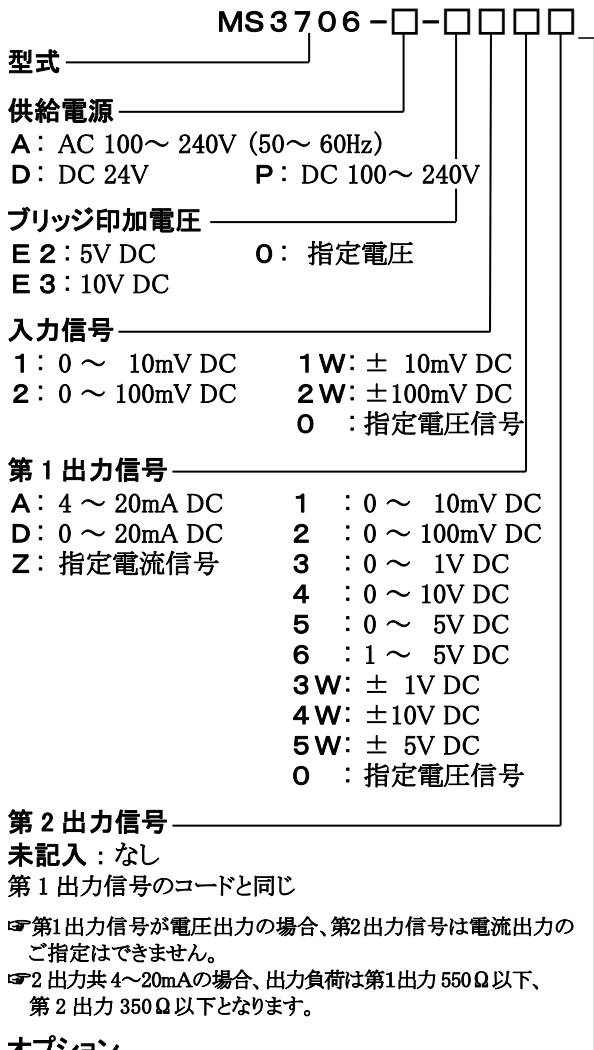 MS3706-□-□□□□
型式
供給電源
A： AC 100～ 240V (50～ 60Hz)
D： DC 24V P： DC 100～ 240V
ブリッジ印加電圧
E2：5V DC 0： 指定電圧
E3：10V DC
入力信号
1：0 ～ 10mV DC 1W：± 10mV DC
2：0 ～ 100mV DC 2W：±100mV DC
0 ：指定電圧信号
第1出力信号
A： 4 ～ 20mA DC 1 ：0 ～ 10mV DC
D：0 ～ 20mA DC 2 ：0 ～ 100mV DC
Z： 指定電流信号 3 ：0 ～ 1V DC
4 ：0 ～ 10V DC
5 ：0 ～ 5V DC
6 ：1 ～ 5V DC
3W：± 1V DC
4W：±10V DC
5W：± 5V DC
0 ：指定電圧信号
第2出力信号
未記入：なし
第1出力信号のコードと同じ
☞第1出力信号が電圧出力の場合、第2出力信号は電流出力の
ご指定はできません。
☞2出力共4～20mAの場合、出力負荷は第1出力550Ω以下、
第2出力350Ω以下となります。
オプション